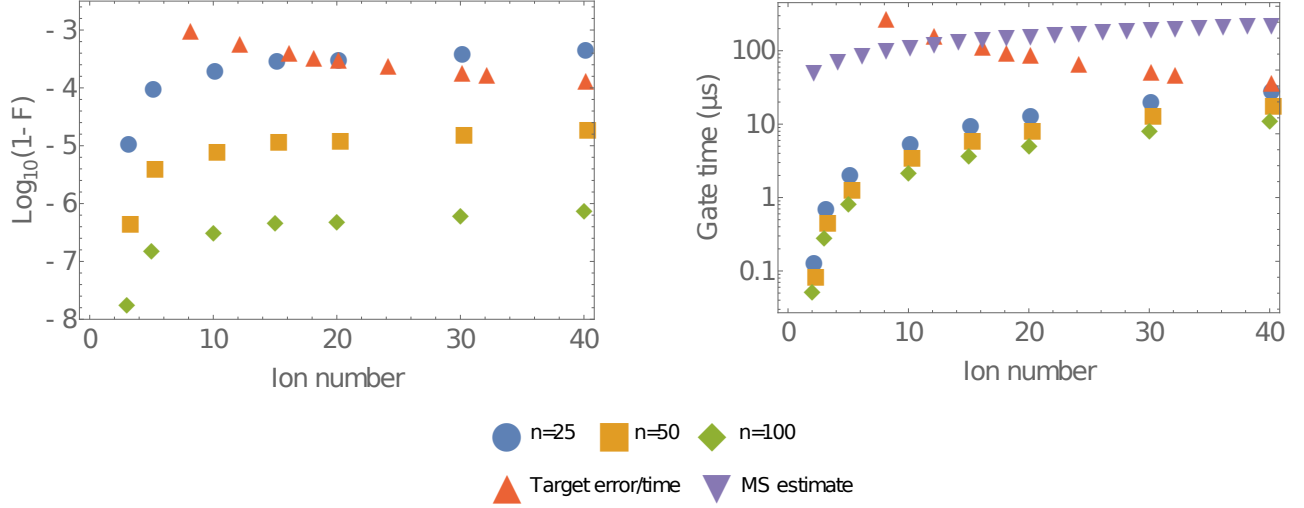 - 3
- 4
- 5
- 6
- 7
- 8
Log₁₀(1- F)
0 10 20 30 40
Ion number
100
10
1
0.1
Gate time (μs)
0 10 20 30 40
Ion number
n=25 n=50 n=100
Target error/time MS estimate